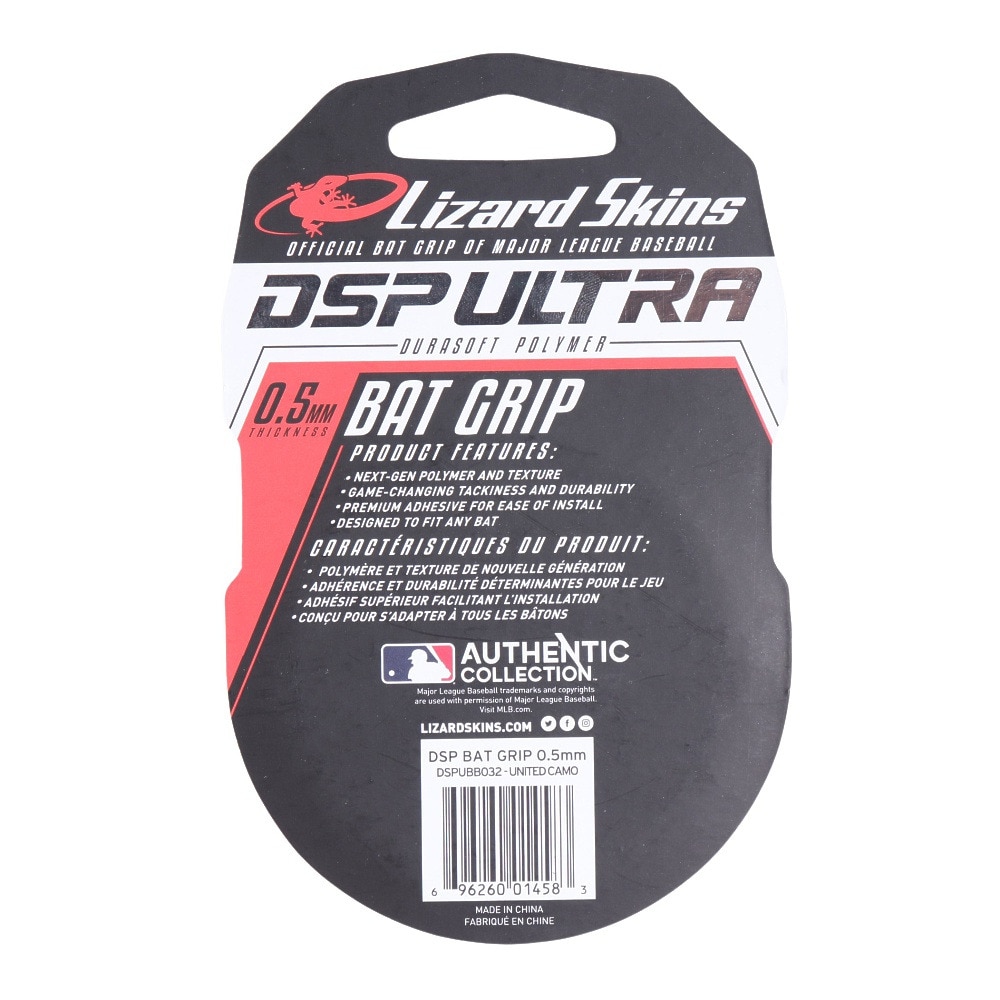 Lizard Skins
OFFICIAL BAT GRIP OF MAJOR LEAGUE BASEBALL
DSP ULTRA
DURASOFT POLYMER
0.5MM
THICKNESS
BAT GRIP
PRODUCT FEATURES:
• NEXT-GEN POLYMER AND TEXTURE
• GAME-CHANGING TACKINESS AND DURABILITY
• PREMIUM ADHESIVE FOR EASE OF INSTALL
• DESIGNED TO FIT ANY BAT
CARACTÉRISTIQUES DU PRODUIT:
• POLYMÈRE ET TEXTURE DE NOUVELLE GÉNÉRATION
• ADHÉRENCE ET DURABILITÉ DÉTERMINANTES POUR LE JEU
• ADHÉSIF SUPÉRIEUR FACILITANT L'INSTALLATION
• CONÇU POUR S'ADAPTER À TOUS LES BÂTONS
AUTHENTIC
COLLECTION™
Major League Baseball trademarks and copyrights
are used with permission of Major League Baseball.
Visit MLB.com.
LIZARDSKINS.COM
DSP BAT GRIP 0.5mm
DSPUBB032 - UNITED CAMO
6 96260 01458 3
MADE IN CHINA
FABRIQUÉ EN CHINE